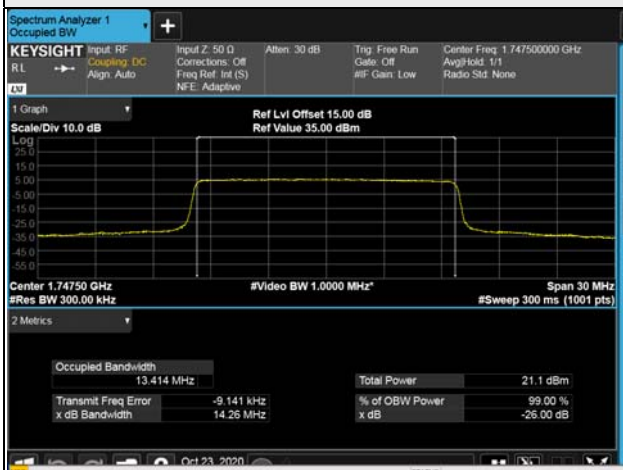 Spectrum Analyzer 1
Occupied BW
+
KEYSIGHT Input: RF Input Z: 50 Ω Atten: 30 dB Trig: Free Run Center Freq: 1.747500000 GHz
RL Coupling: DC Corrections: Off Gate: Off Avg|Hold: 1/1
Align: Auto Freq Ref: Int (S) #IF Gain: Low Radio Std: None
LXI NFE: Adaptive
1 Graph
Ref Lvl Offset 15.00 dB
Scale/Div 10.0 dB Ref Value 35.00 dBm
Log
25.0
15.0
5.00
-5.00
-15.0
-25.0
-35.0
-45.0
-55.0
Center 1.74750 GHz #Video BW 1.0000 MHz* Span 30 MHz
#Res BW 300.00 kHz #Sweep 300 ms (1001 pts)
2 Metrics
Occupied Bandwidth
13.414 MHz Total Power 21.1 dBm
Transmit Freq Error -9.141 kHz % of OBW Power 99.00 %
x dB Bandwidth 14.26 MHz x dB -26.00 dB
Oct 23, 2020